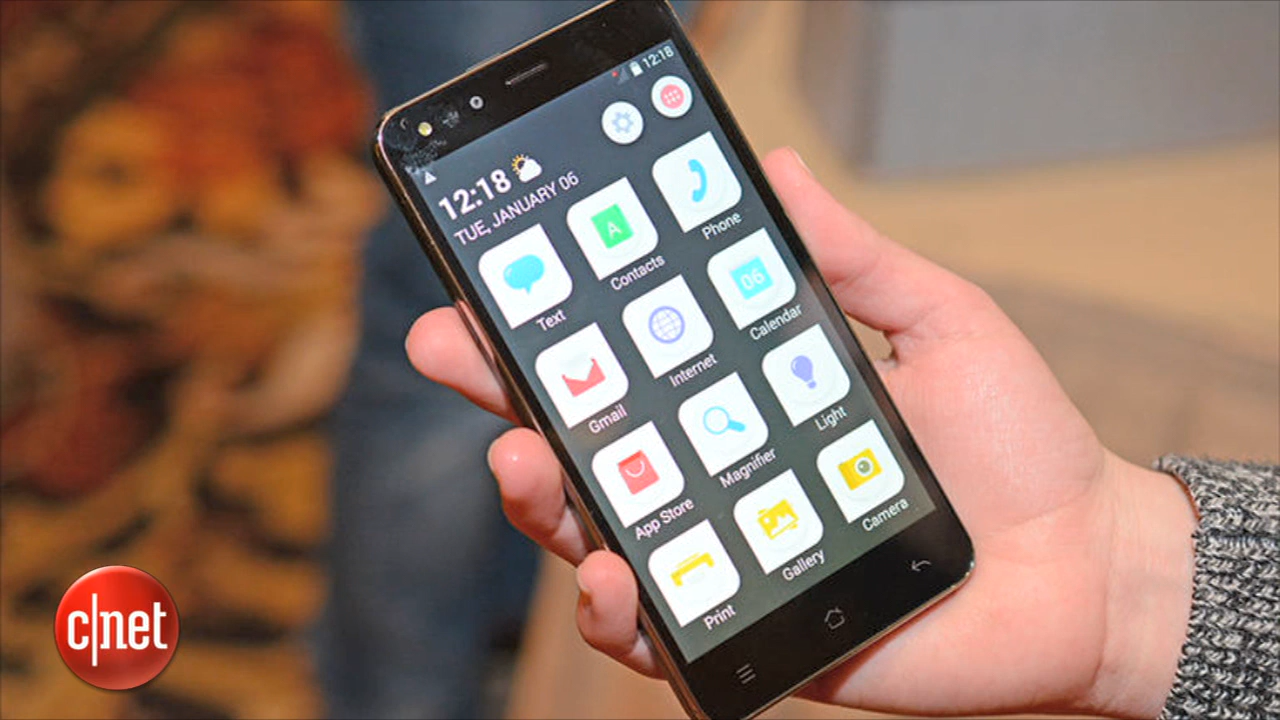 12:18
12:18
TUE, JANUARY 06
Text
Contacts
A
Phone
Gmail
Internet
Calendar
06
App Store
Magnifier
Light
Print
Gallery
Camera
c|net